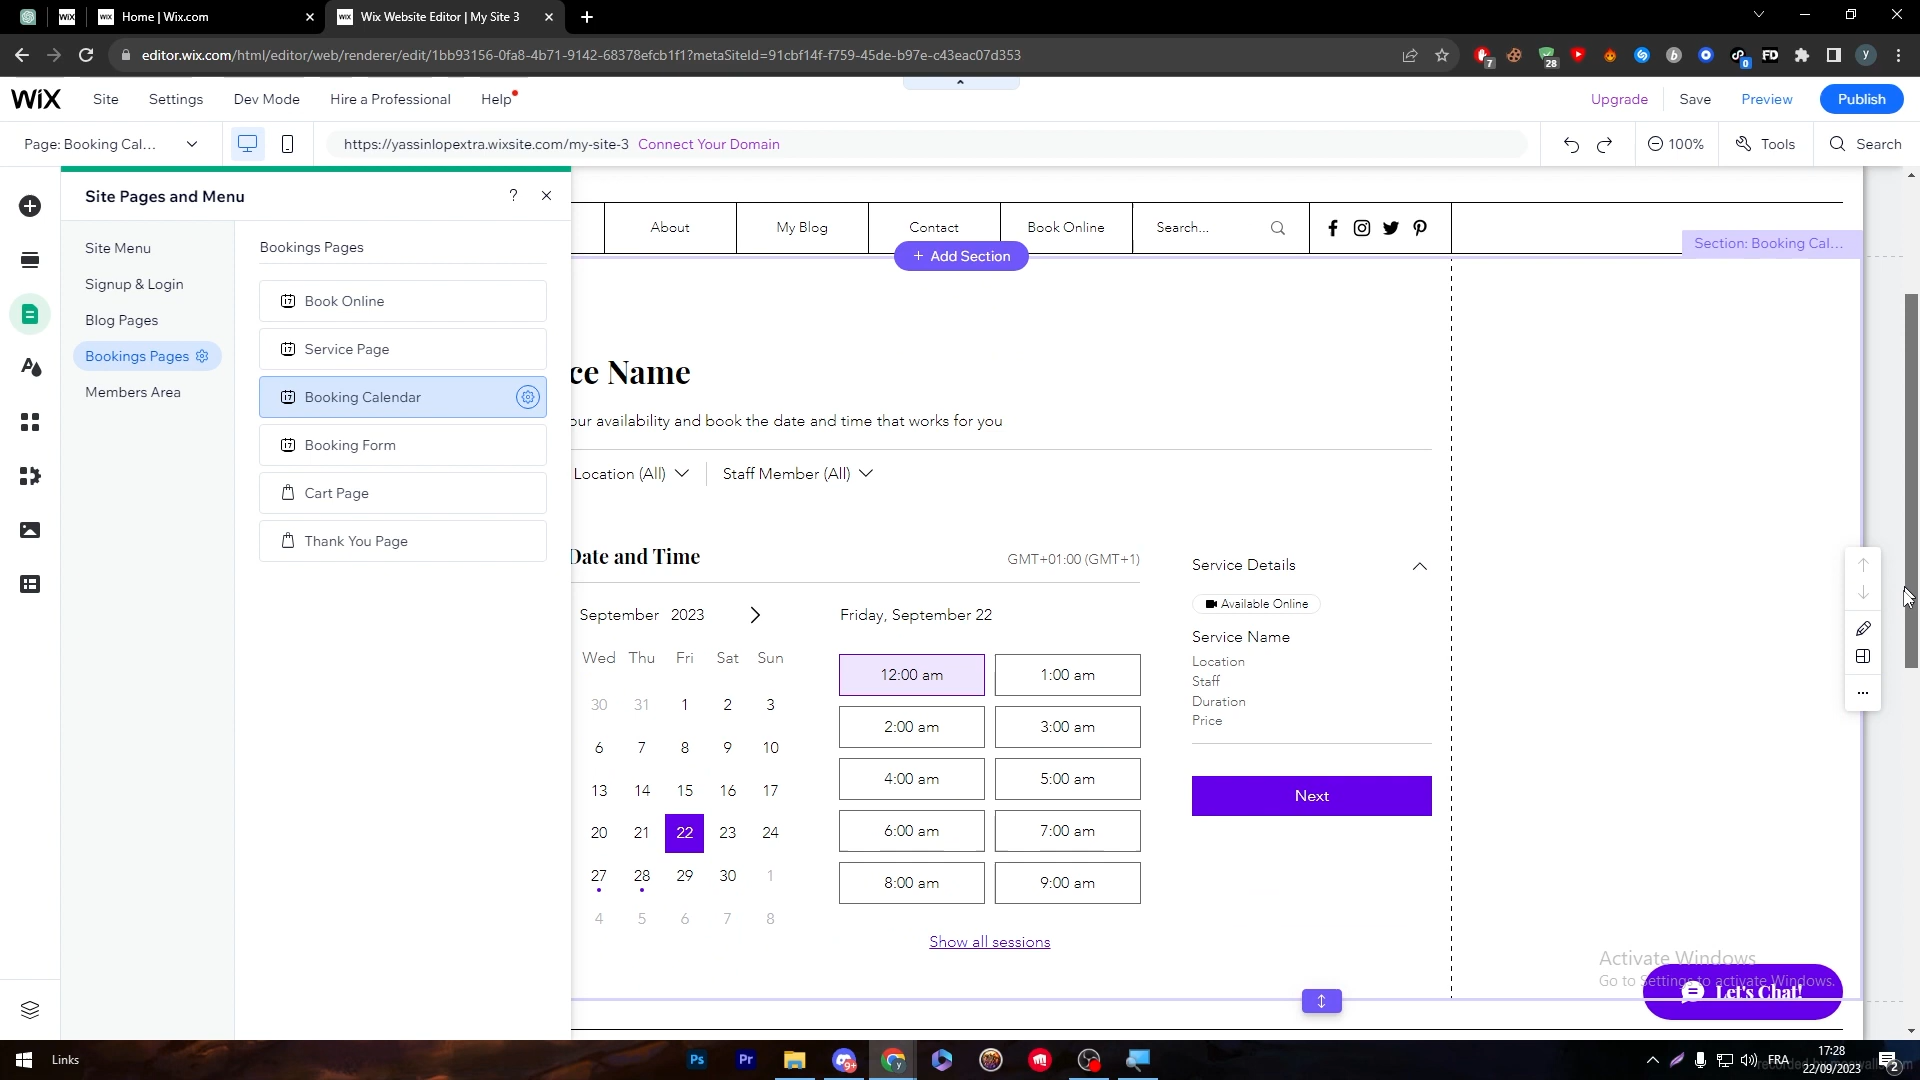 Home | Wix.com
Wix Website Editor | My Site 3
editor.wix.com/html/editor/web/renderer/edit/1bb93156-0fa8-4b71-9142-68378efcb1f1?metaSiteId=91cbf14f-f759-45de-b97e-c43eac07d353
WiX Site Settings Dev Mode Hire a Professional Help Upgrade Save Preview Publish
Page: Booking Cal... https://yassinlopextra.wixsite.com/my-site-3 Connect Your Domain 100% Tools Search
Site Pages and Menu ?
Site Menu
Signup & Login
Blog Pages
Bookings Pages
Members Area
Bookings Pages
Book Online
Service Page
Booking Calendar
Booking Form
Cart Page
Thank You Page
About My Blog Contact Book Online Search...
Section: Booking Cal...
+ Add Section
ce Name
our availability and book the date and time that works for you
Location (All) Staff Member (All)
Date and Time GMT+01:00 (GMT+1)
September 2023
Wed Thu Fri Sat Sun
30 31 1 2 3
6 7 8 9 10
13 14 15 16 17
20 21 22 23 24
27 28 29 30 1
4 5 6 7 8
Friday, September 22
12:00 am 1:00 am
2:00 am 3:00 am
4:00 am 5:00 am
6:00 am 7:00 am
8:00 am 9:00 am
Show all sessions
Service Details
Available Online
Service Name
Location
Staff
Duration
Price
Next
Activate Windows
Go to Settings to activate Windows.
Let's Chat!
Links
Ps Pr
FRA
17:28
22/09/2023
2